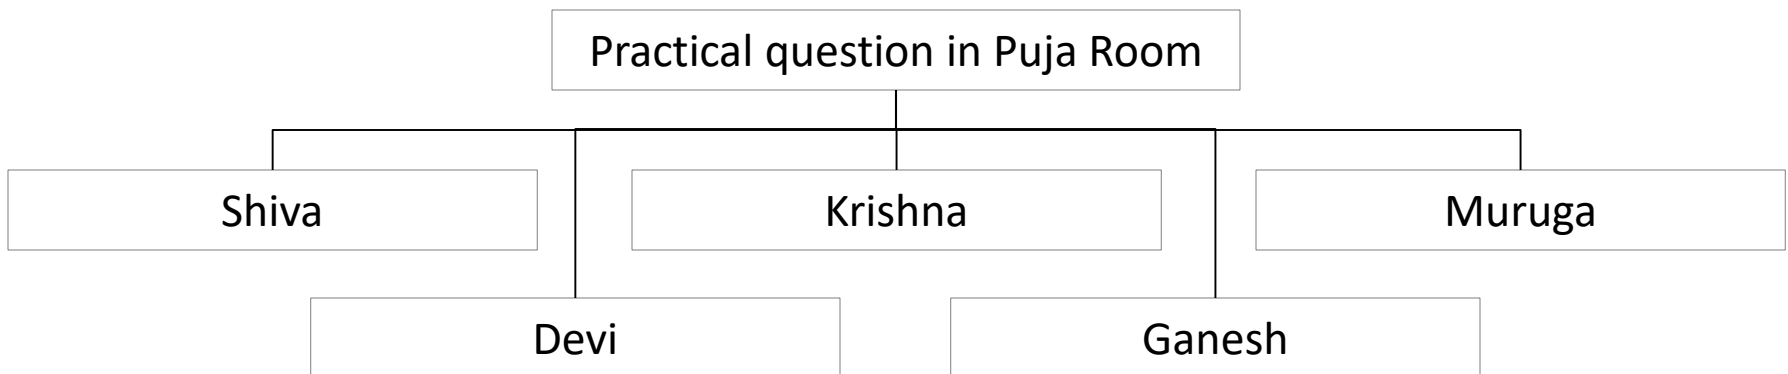 Practical question in Puja Room
Shiva
Krishna
Muruga
Devi
Ganesh